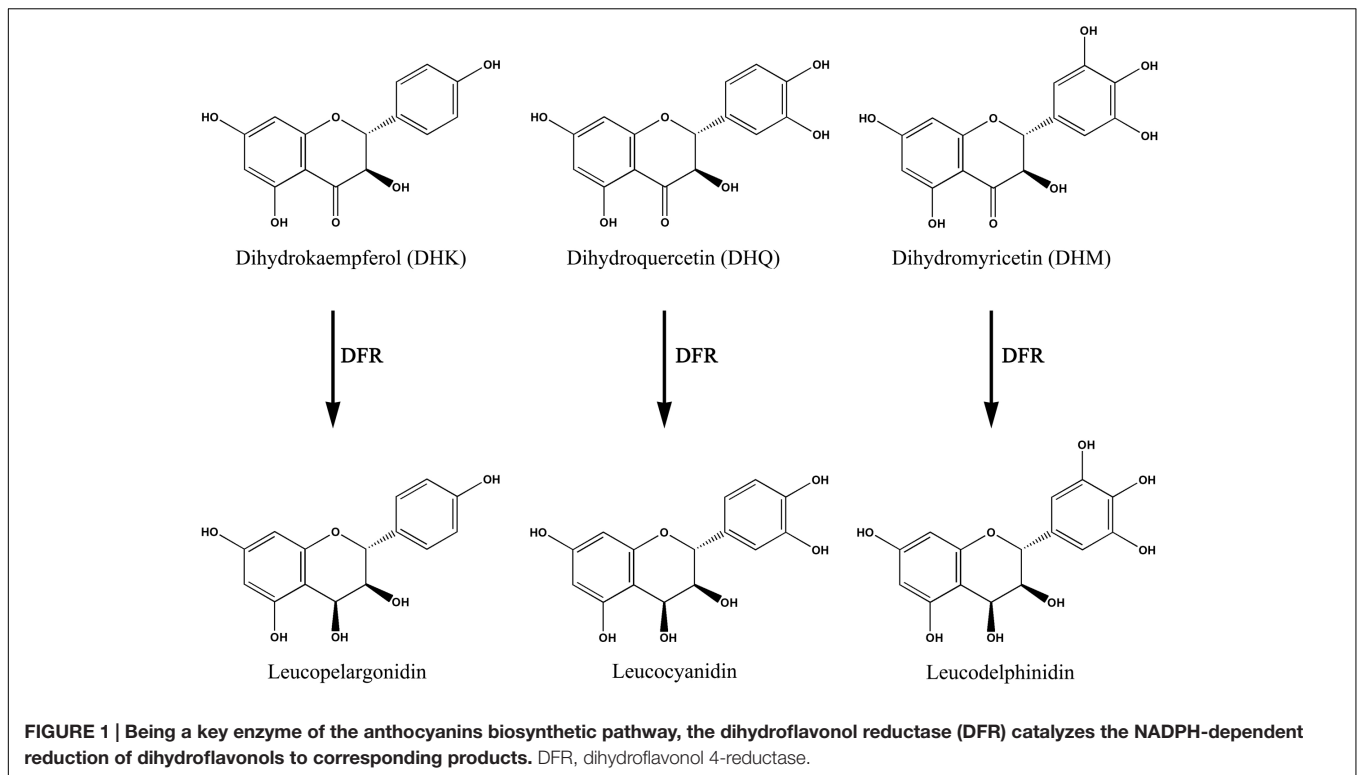 OH
OH
OH
OH
OH
OH
HO
O
OH
OH
O
HO
O
OH
OH
O
HO
O
OH
OH
O
Dihydrokaempferol (DHK)
Dihydroquercetin (DHQ)
Dihydromyricetin (DHM)
DFR
DFR
DFR
OH
OH
OH
OH
OH
OH
HO
O
OH
OH
OH
HO
O
OH
OH
OH
HO
O
OH
OH
OH
Leucopelargonidin
Leucocyanidin
Leucodelphinidin
FIGURE 1 | Being a key enzyme of the anthocyanins biosynthetic pathway, the dihydroflavonol reductase (DFR) catalyzes the NADPH-dependent
reduction of dihydroflavonols to corresponding products. DFR, dihydroflavonol 4-reductase.